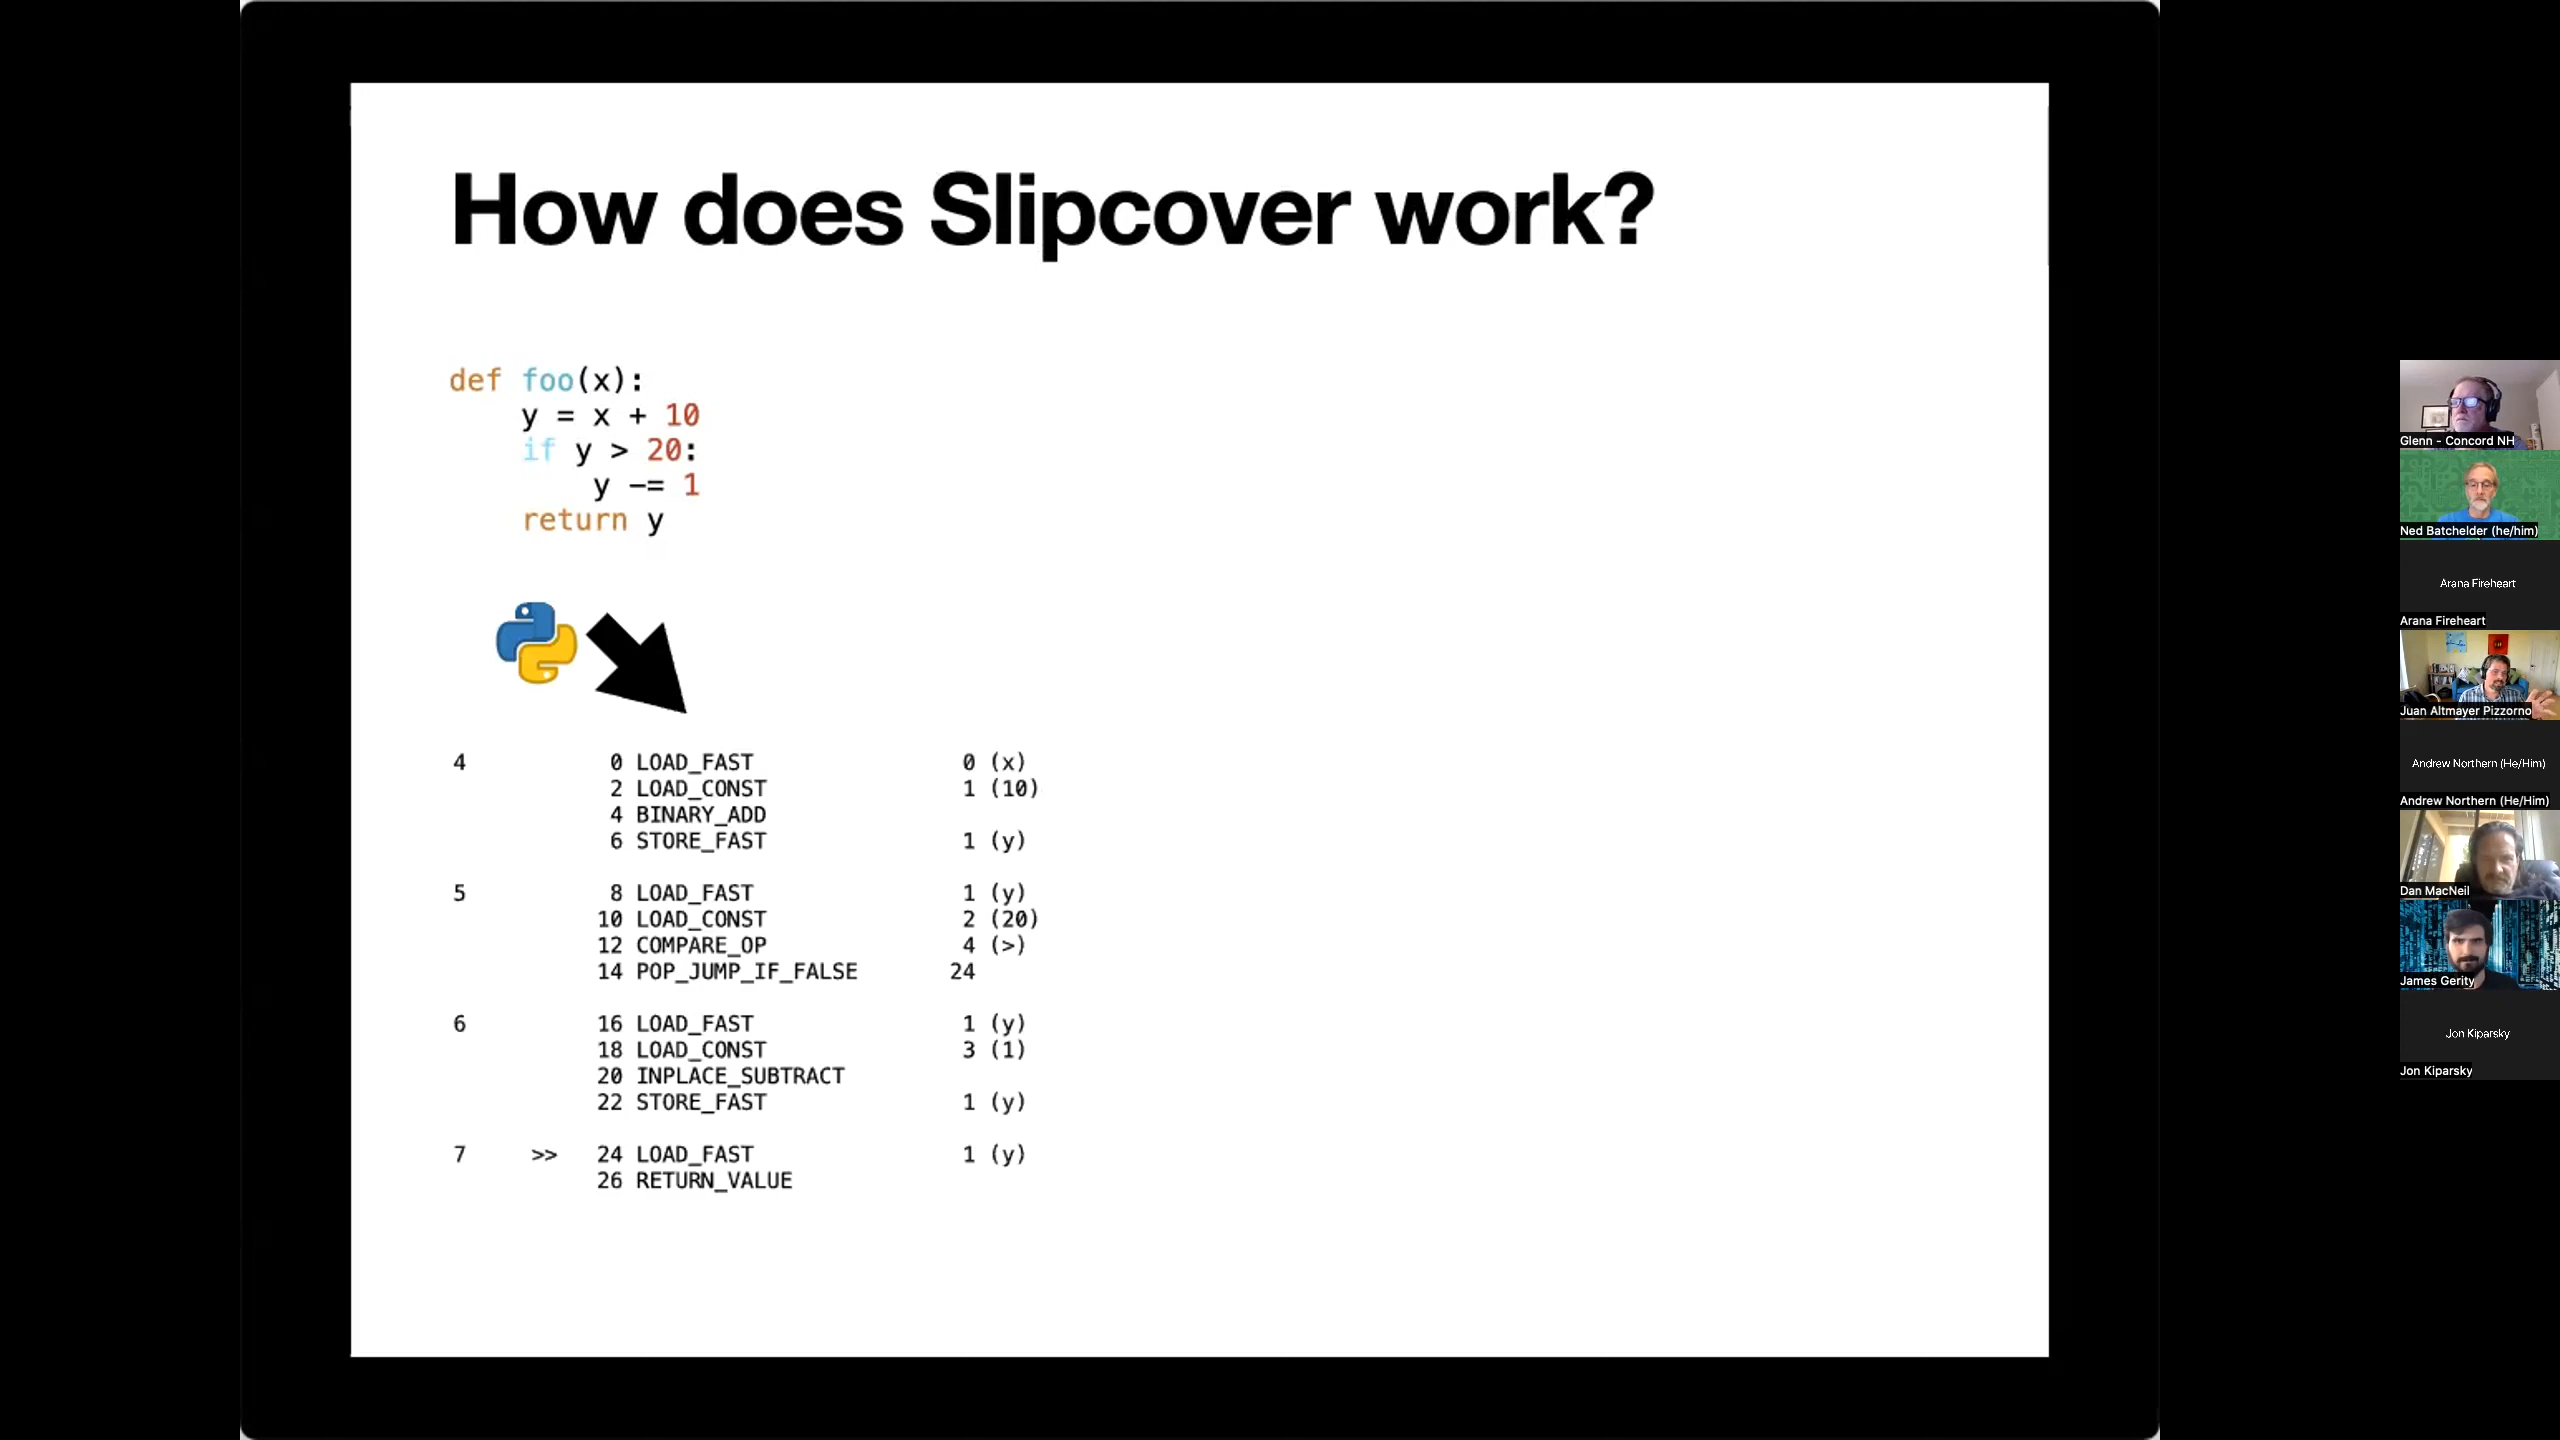 How does Slipcover work?
def foo(x):
    y = x + 10
    if y > 20:
        y -= 1
    return y
4 0 LOAD_FAST 0 (x)
2 LOAD_CONST 1 (10)
4 BINARY_ADD
6 STORE_FAST 1 (y)
5 8 LOAD_FAST 1 (y)
10 LOAD_CONST 2 (20)
12 COMPARE_OP 4 (>)
14 POP_JUMP_IF_FALSE 24
6 16 LOAD_FAST 1 (y)
18 LOAD_CONST 3 (1)
20 INPLACE_SUBTRACT
22 STORE_FAST 1 (y)
7 >> 24 LOAD_FAST 1 (y)
26 RETURN_VALUE
Glenn - Concord NH
Ned Batchelder (he/him)
Arana Fireheart
Arana Fireheart
Juan Altmayer Pizzorno
Andrew Northern (He/Him)
Andrew Northern (He/Him)
Dan MacNeil
James Gerity
Jon Kiparsky
Jon Kiparsky